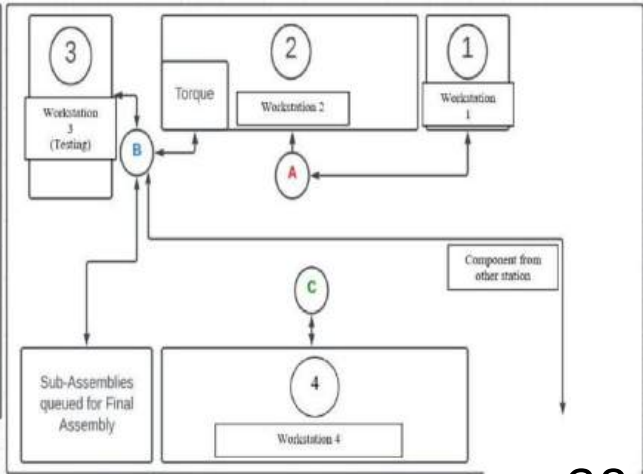 3
2
1
Torque
Workstation 2
Workstation
1
Workstation
3
(Testing)
B
A
Component from
other station
C
Sub-Assemblies
queued for Final
Assembly
4
Workstation 4